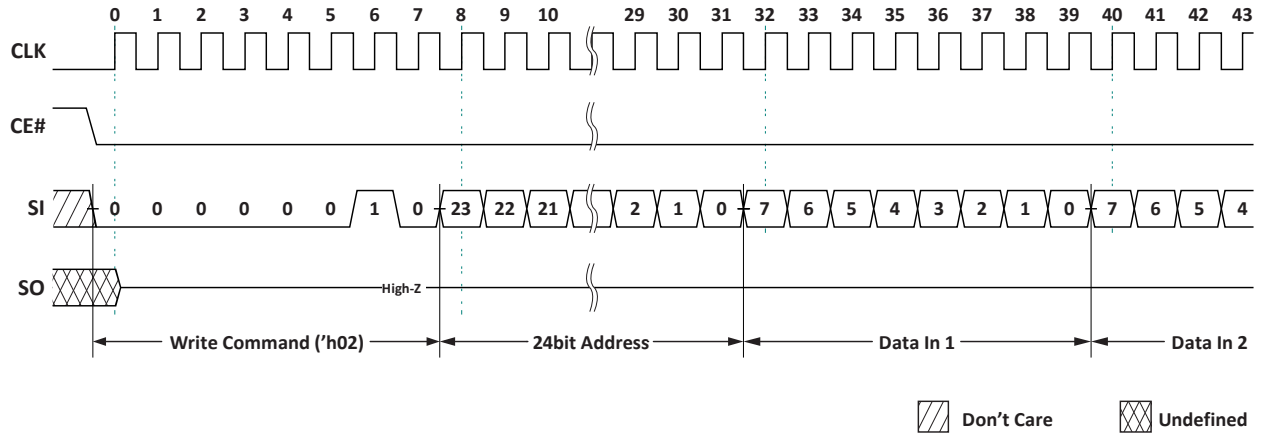 0 1 2 3 4 5 6 7 8 9 10 29 30 31 32 33 34 35 36 37 38 39 40 41 42 43
CLK
CE#
SI 0 0 0 0 0 0 1 0 23 22 21 2 1 0 7 6 5 4 3 2 1 0 7 6 5 4
SO High-Z
Write Command ('h02) 24bit Address Data In 1 Data In 2
Don't Care Undefined